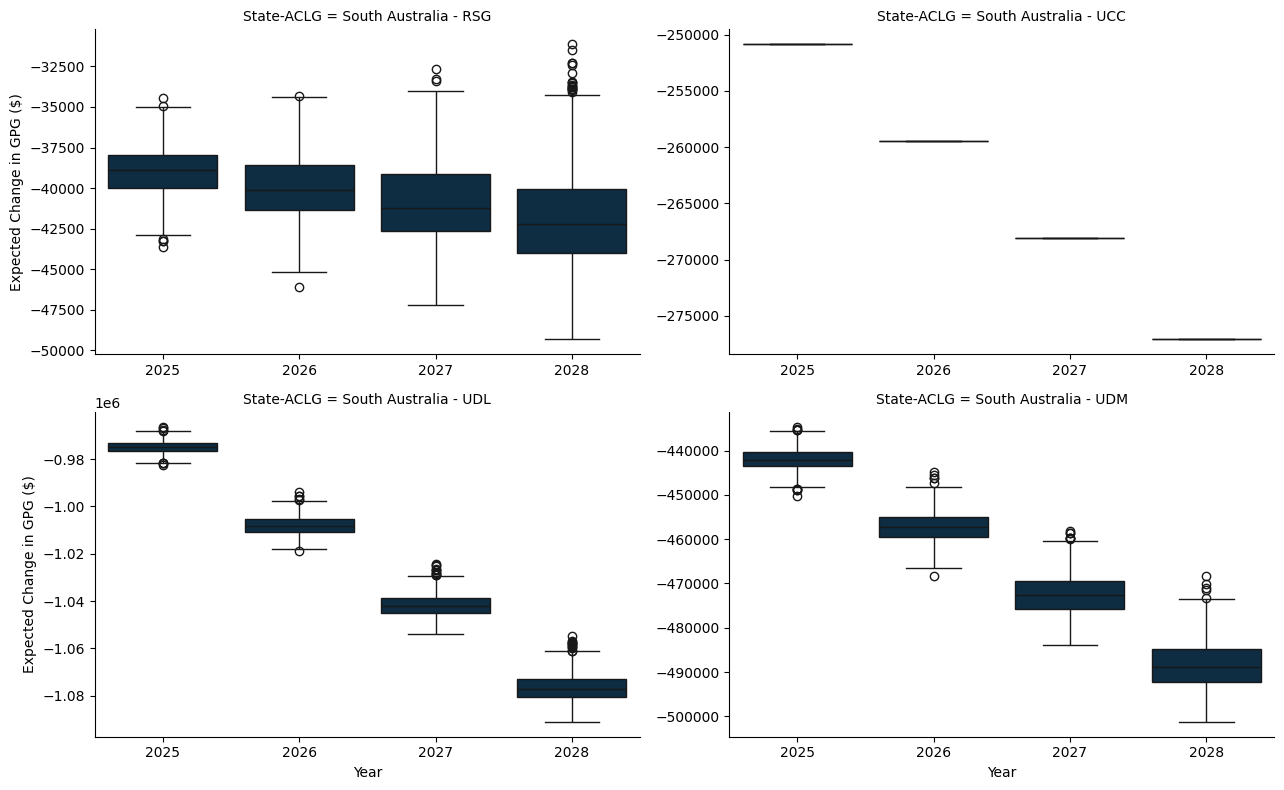 State-ACLG = South Australia - RSG
Expected Change in GPG ($)
−32500
−35000
−37500
−40000
−42500
−45000
−47500
−50000
2025 2026 2027 2028
State-ACLG = South Australia - UCC
−250000
−255000
−260000
−265000
−270000
−275000
2025 2026 2027 2028
State-ACLG = South Australia - UDL
1e6
Expected Change in GPG ($)
−0.98
−1.00
−1.02
−1.04
−1.06
−1.08
2025 2026 2027 2028
Year
State-ACLG = South Australia - UDM
−440000
−450000
−460000
−470000
−480000
−490000
−500000
2025 2026 2027 2028
Year